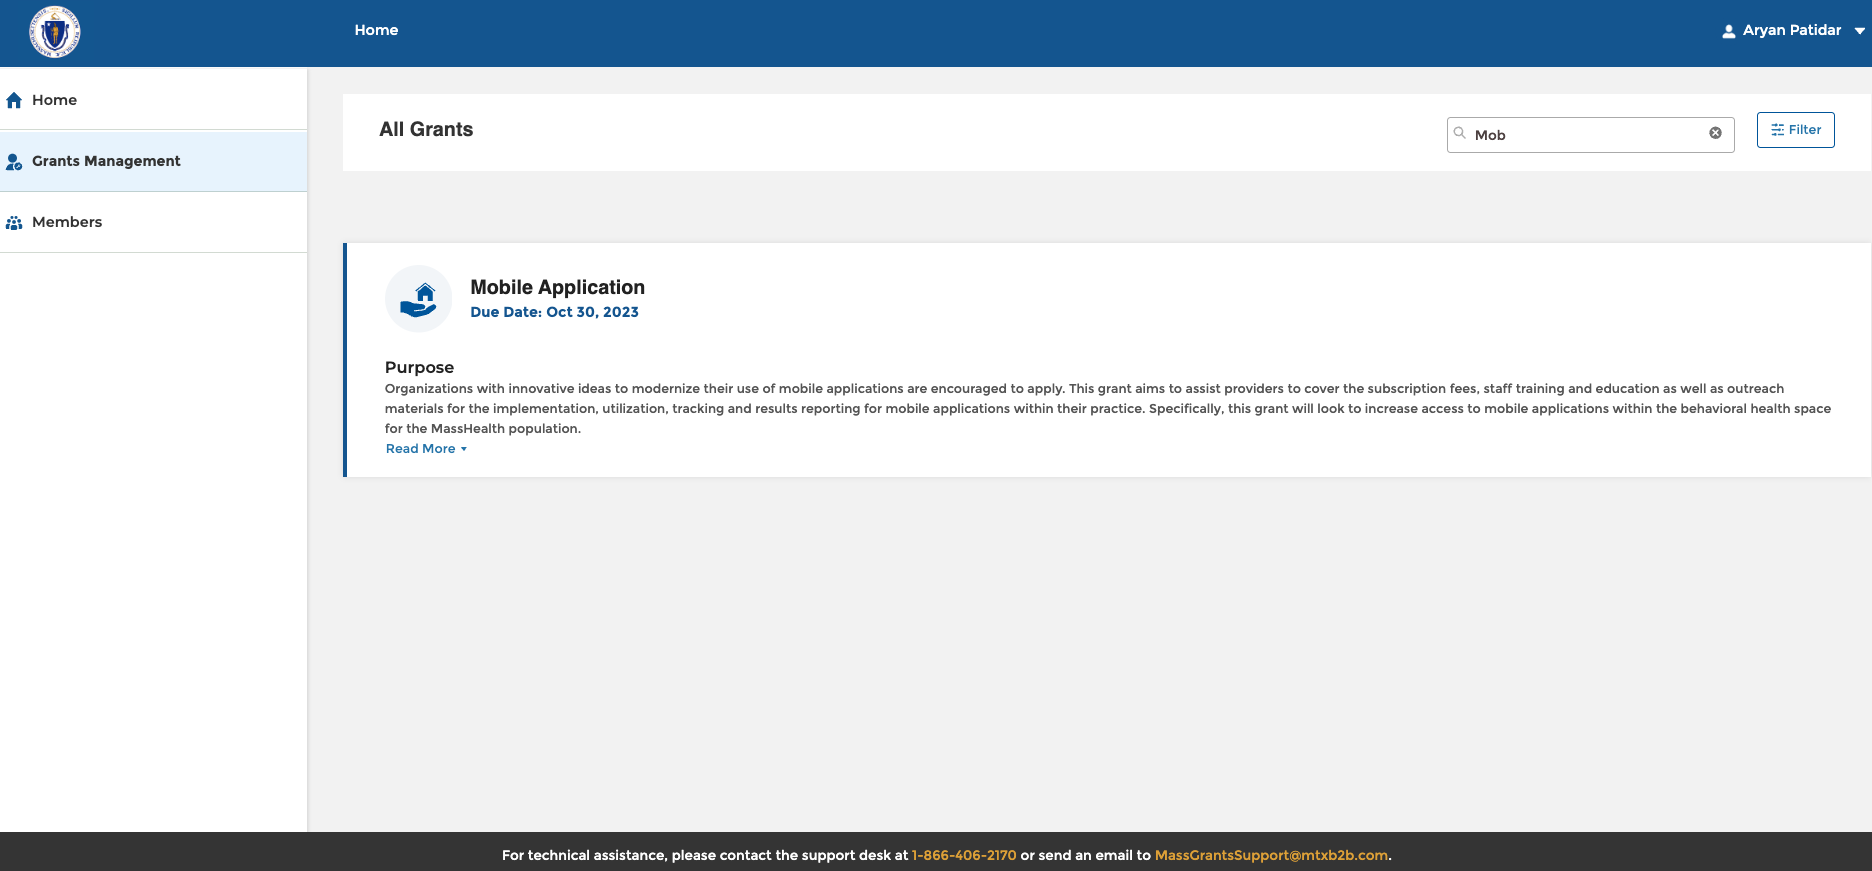 Home
Aryan Patidar
Home
Grants Management
Members
All Grants
Mob
Filter
Mobile Application
Due Date: Oct 30, 2023
Purpose
Organizations with innovative ideas to modernize their use of mobile applications are encouraged to apply. This grant aims to assist providers to cover the subscription fees, staff training and education as well as outreach
materials for the implementation, utilization, tracking and results reporting for mobile applications within their practice. Specifically, this grant will look to increase access to mobile applications within the behavioral health space
for the MassHealth population.
Read More
For technical assistance, please contact the support desk at 1-866-406-2170 or send an email to MassGrantsSupport@mtxb2b.com.